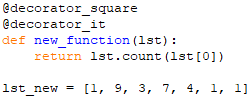 @decorator_square
@decorator_it
def new_function(lst):
    return lst.count(lst[0])

lst_new = [1, 9, 3, 7, 4, 1, 1]